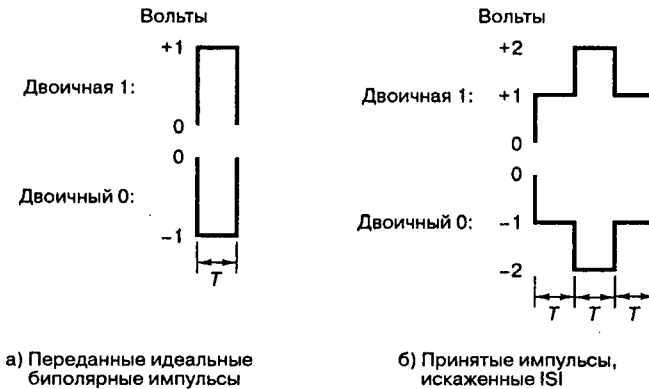 Вольты
+1
Двоичная 1:
0
0
Двоичный 0:
−1
T
а) Переданные идеальные
биполярные импульсы
Вольты
+2
Двоичная 1:
+1
0
0
Двоичный 0:
−1
−2
T T T
б) Принятые импульсы,
искаженные ISI